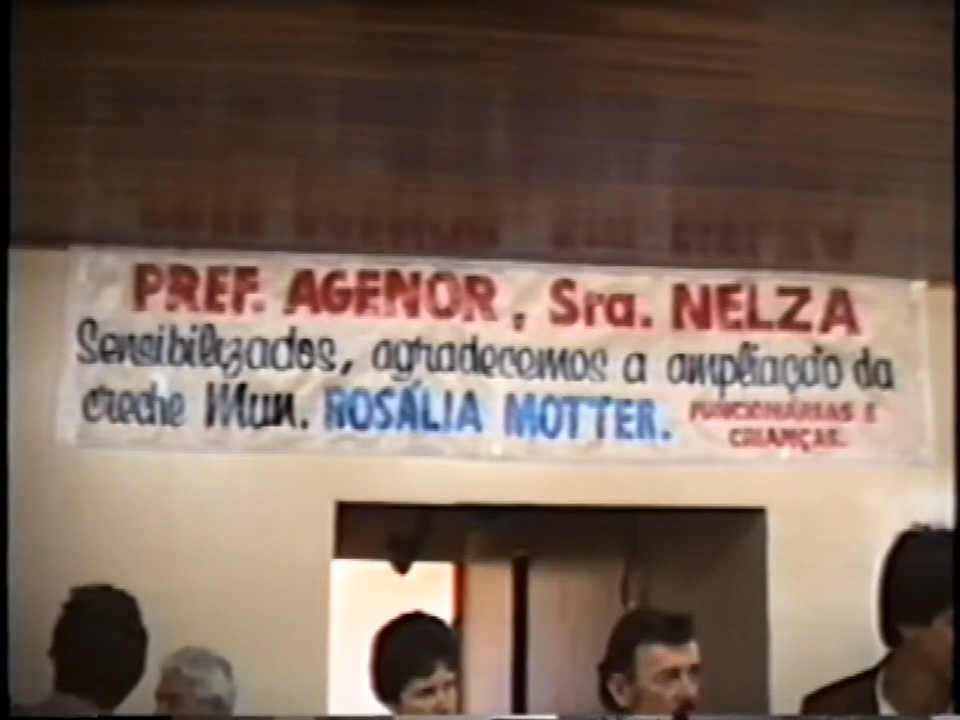 PREF. AGENOR, Sra. NELZA
Sensibilizados, agradecemos a ampliação da
creche Mun. ROSÁLIA MOTTER. FUNCIONÁRIAS E
CRIANÇAS.